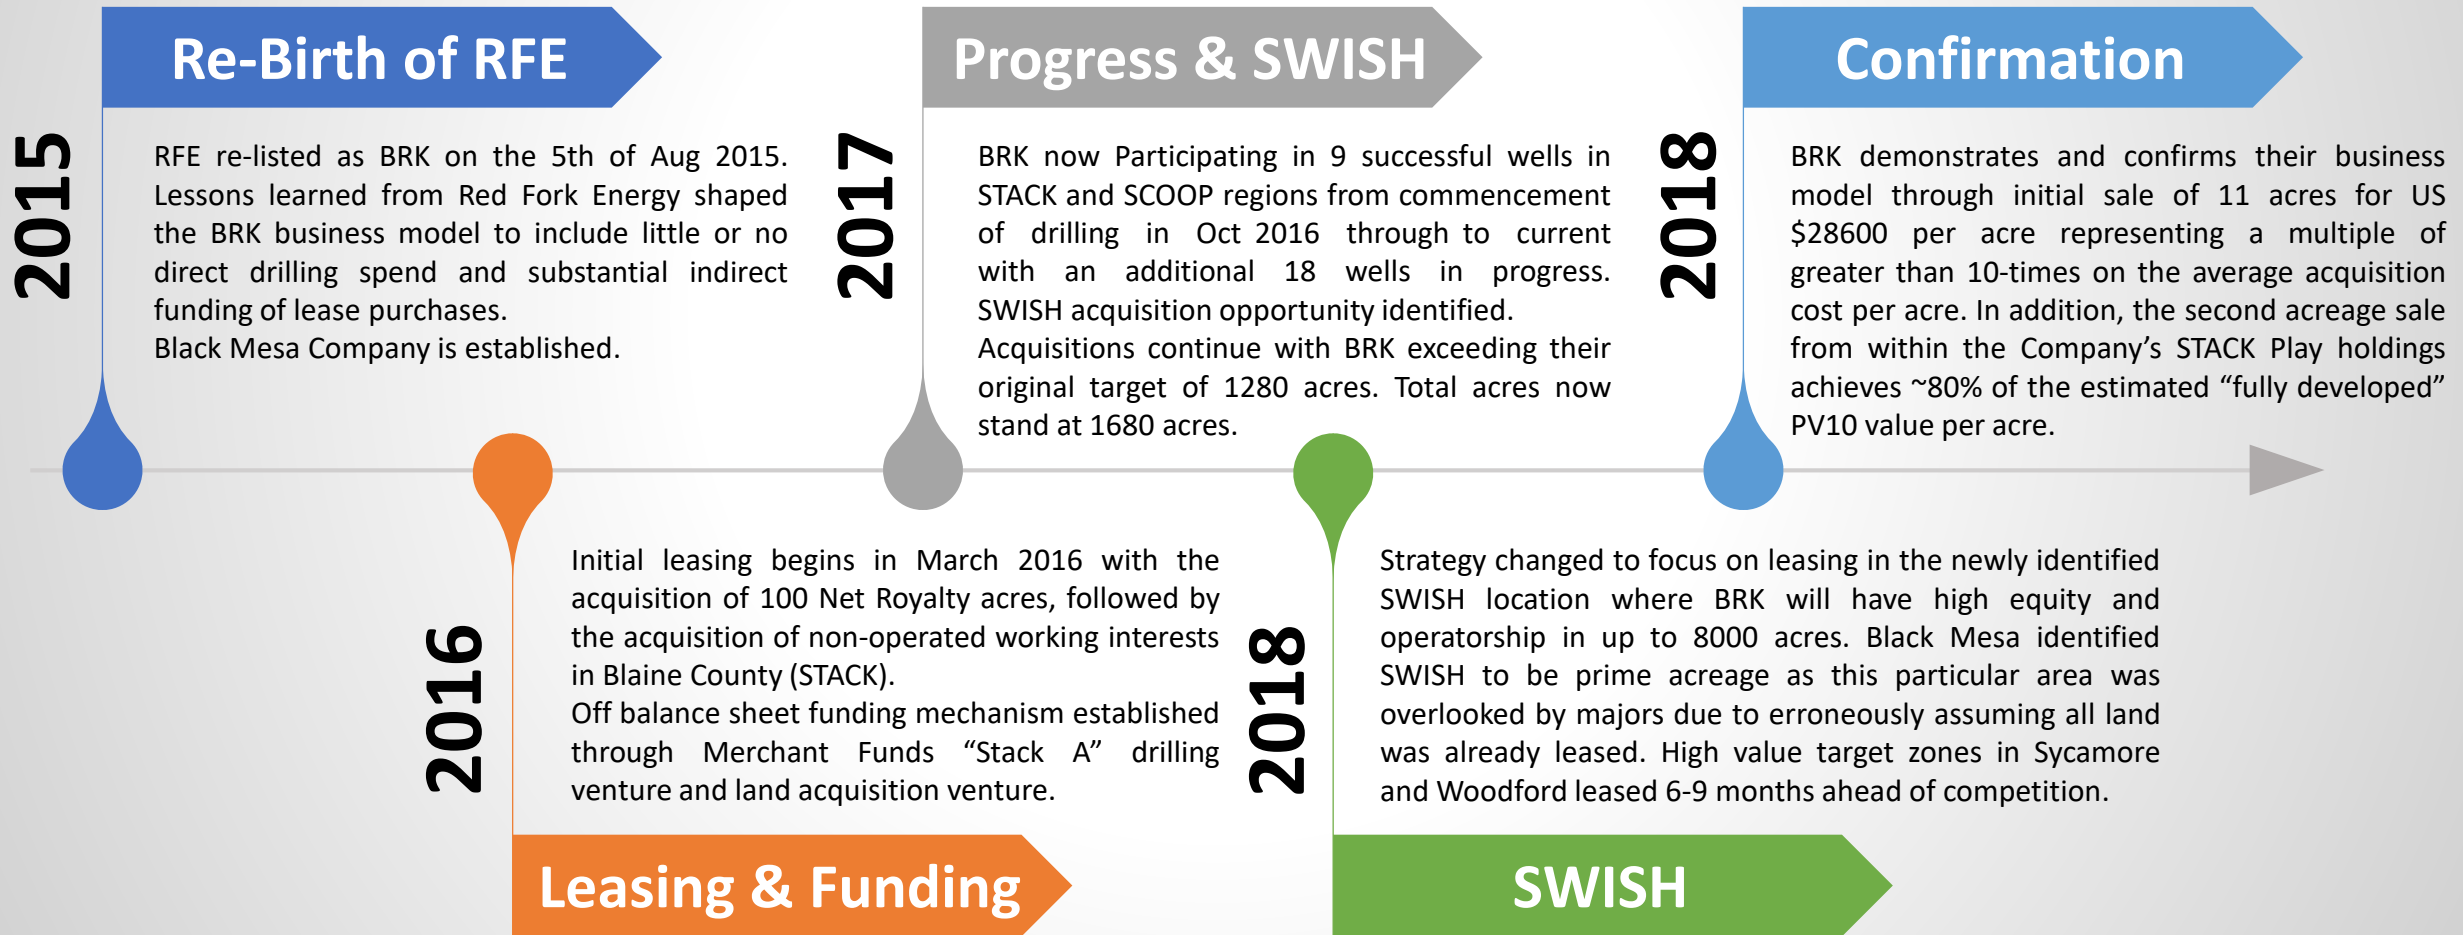 Re-Birth of RFE
2015
RFE re-listed as BRK on the 5th of Aug 2015.
Lessons learned from Red Fork Energy shaped
the BRK business model to include little or no
direct drilling spend and substantial indirect
funding of lease purchases.
Black Mesa Company is established.
2016
Initial leasing begins in March 2016 with the
acquisition of 100 Net Royalty acres, followed by
the acquisition of non-operated working interests
in Blaine County (STACK).
Off balance sheet funding mechanism established
through Merchant Funds “Stack A” drilling
venture and land acquisition venture.
Leasing & Funding
Progress & SWISH
2017
BRK now Participating in 9 successful wells in
STACK and SCOOP regions from commencement
of drilling in Oct 2016 through to current
with an additional 18 wells in progress.
SWISH acquisition opportunity identified.
Acquisitions continue with BRK exceeding their
original target of 1280 acres. Total acres now
stand at 1680 acres.
2018
Strategy changed to focus on leasing in the newly identified
SWISH location where BRK will have high equity and
operatorship in up to 8000 acres. Black Mesa identified
SWISH to be prime acreage as this particular area was
overlooked by majors due to erroneously assuming all land
was already leased. High value target zones in Sycamore
and Woodford leased 6-9 months ahead of competition.
SWISH
Confirmation
2018
BRK demonstrates and confirms their business
model through initial sale of 11 acres for US
$28600 per acre representing a multiple of
greater than 10-times on the average acquisition
cost per acre. In addition, the second acreage sale
from within the Company’s STACK Play holdings
achieves ~80% of the estimated “fully developed”
PV10 value per acre.